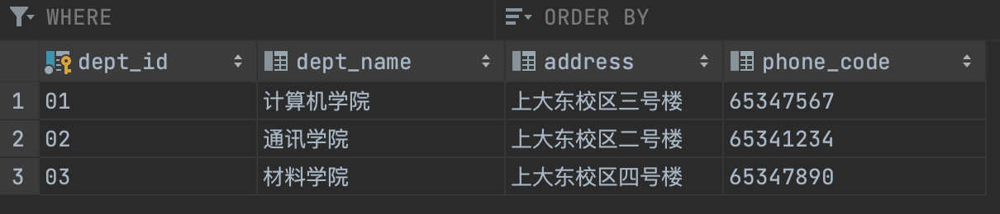 WHERE ORDER BY
dept_id dept_name address phone_code
1 01 计算机学院 上大东校区三号楼 65347567
2 02 通讯学院 上大东校区二号楼 65341234
3 03 材料学院 上大东校区四号楼 65347890